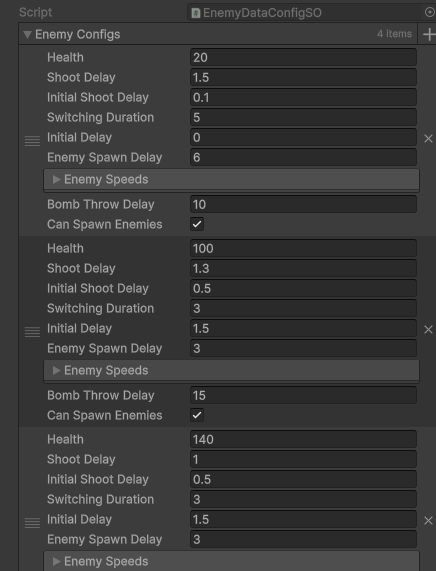 Script EnemyDataConfigSO
Enemy Configs 4 items
Health 20
Shoot Delay 1.5
Initial Shoot Delay 0.1
Switching Duration 5
Initial Delay 0
Enemy Spawn Delay 6
Enemy Speeds
Bomb Throw Delay 10
Can Spawn Enemies
Health 100
Shoot Delay 1.3
Initial Shoot Delay 0.5
Switching Duration 3
Initial Delay 1.5
Enemy Spawn Delay 3
Enemy Speeds
Bomb Throw Delay 15
Can Spawn Enemies
Health 140
Shoot Delay 1
Initial Shoot Delay 0.5
Switching Duration 3
Initial Delay 1.5
Enemy Spawn Delay 3
Enemy Speeds